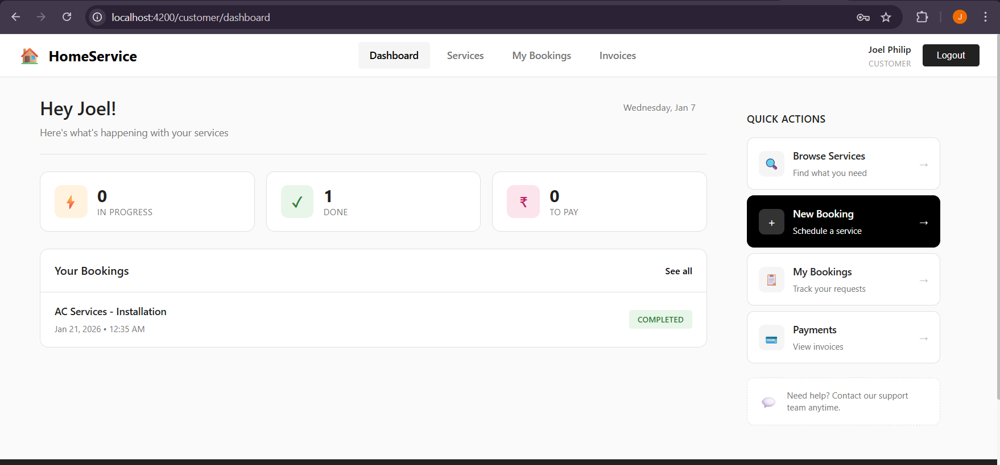 localhost:4200/customer/dashboard
J
HomeService
Dashboard
Services
My Bookings
Invoices
Joel Philip
CUSTOMER
Logout
Hey Joel!
Here's what's happening with your services
Wednesday, Jan 7
0
IN PROGRESS
1
DONE
₹
0
TO PAY
Your Bookings
See all
AC Services - Installation
Jan 21, 2026 • 12:35 AM
COMPLETED
QUICK ACTIONS
Browse Services
Find what you need
→
+
New Booking
Schedule a service
→
My Bookings
Track your requests
→
Payments
View invoices
→
Need help? Contact our support
team anytime.